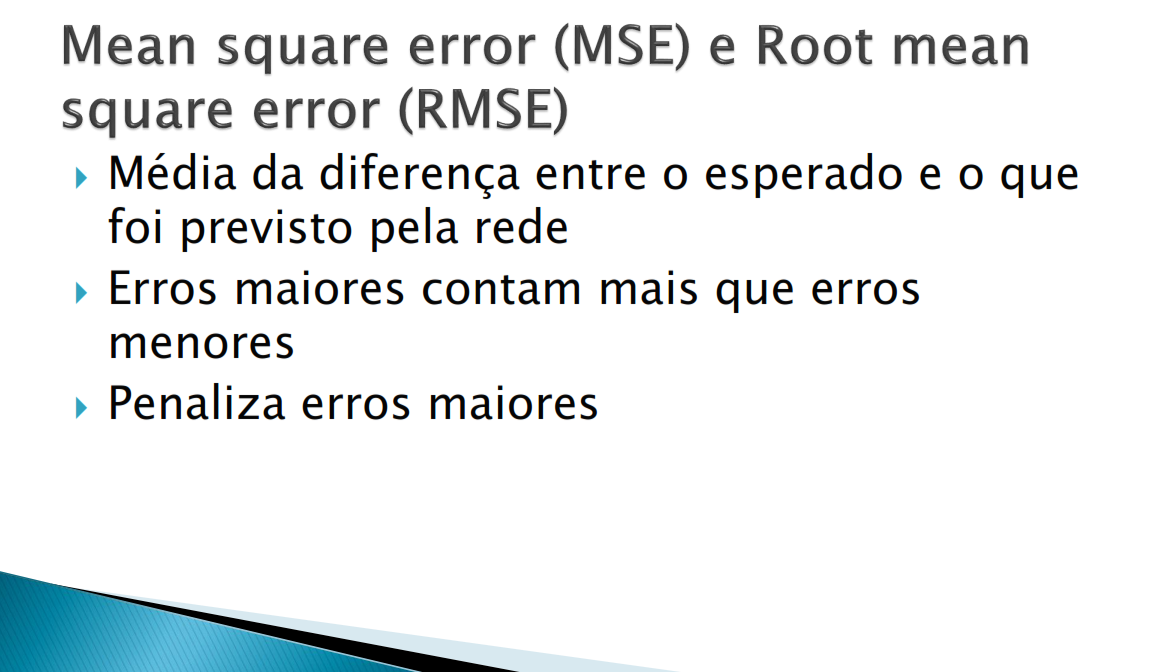 Mean square error (MSE) e Root mean
square error (RMSE)
Média da diferença entre o esperado e o que
foi previsto pela rede
Erros maiores contam mais que erros
menores
Penaliza erros maiores